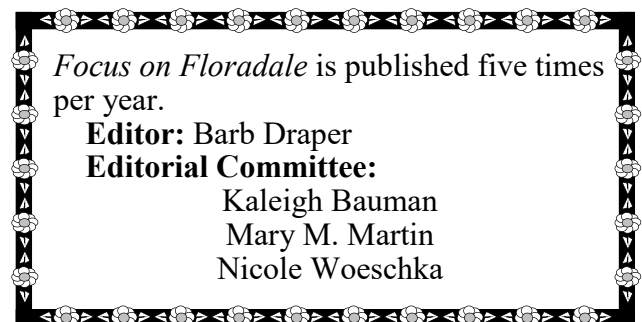 Focus on Floradale is published five times
per year.
Editor: Barb Draper
Editorial Committee:
Kaleigh Bauman
Mary M. Martin
Nicole Woeschka